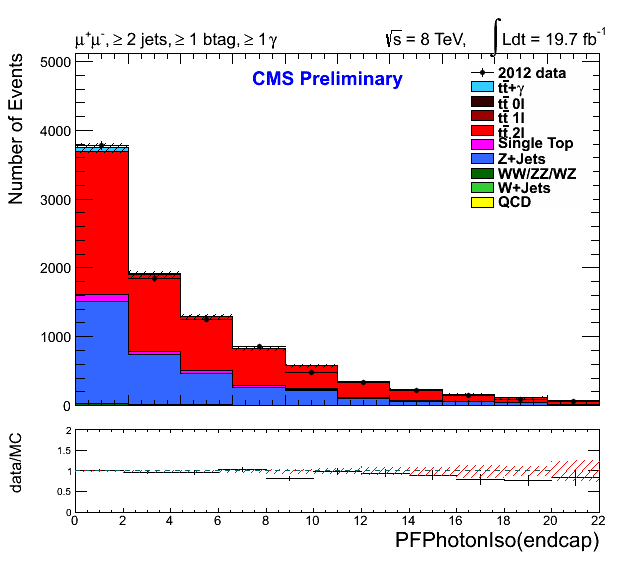 μ⁺μ⁻, ≥ 2 jets, ≥ 1 btag, ≥ 1 γ
√s = 8 TeV, ∫ Ldt = 19.7 fb⁻¹
CMS Preliminary
2012 data
tt̄+γ
tt̄ 0l
tt̄ 1l
tt̄ 2l
Single Top
Z+Jets
WW/ZZ/WZ
W+Jets
QCD
Number of Events
5000
4000
3000
2000
1000
0
data/MC
2
1.5
1
0.5
0
0 2 4 6 8 10 12 14 16 18 20 22
PFPhotonIso(endcap)